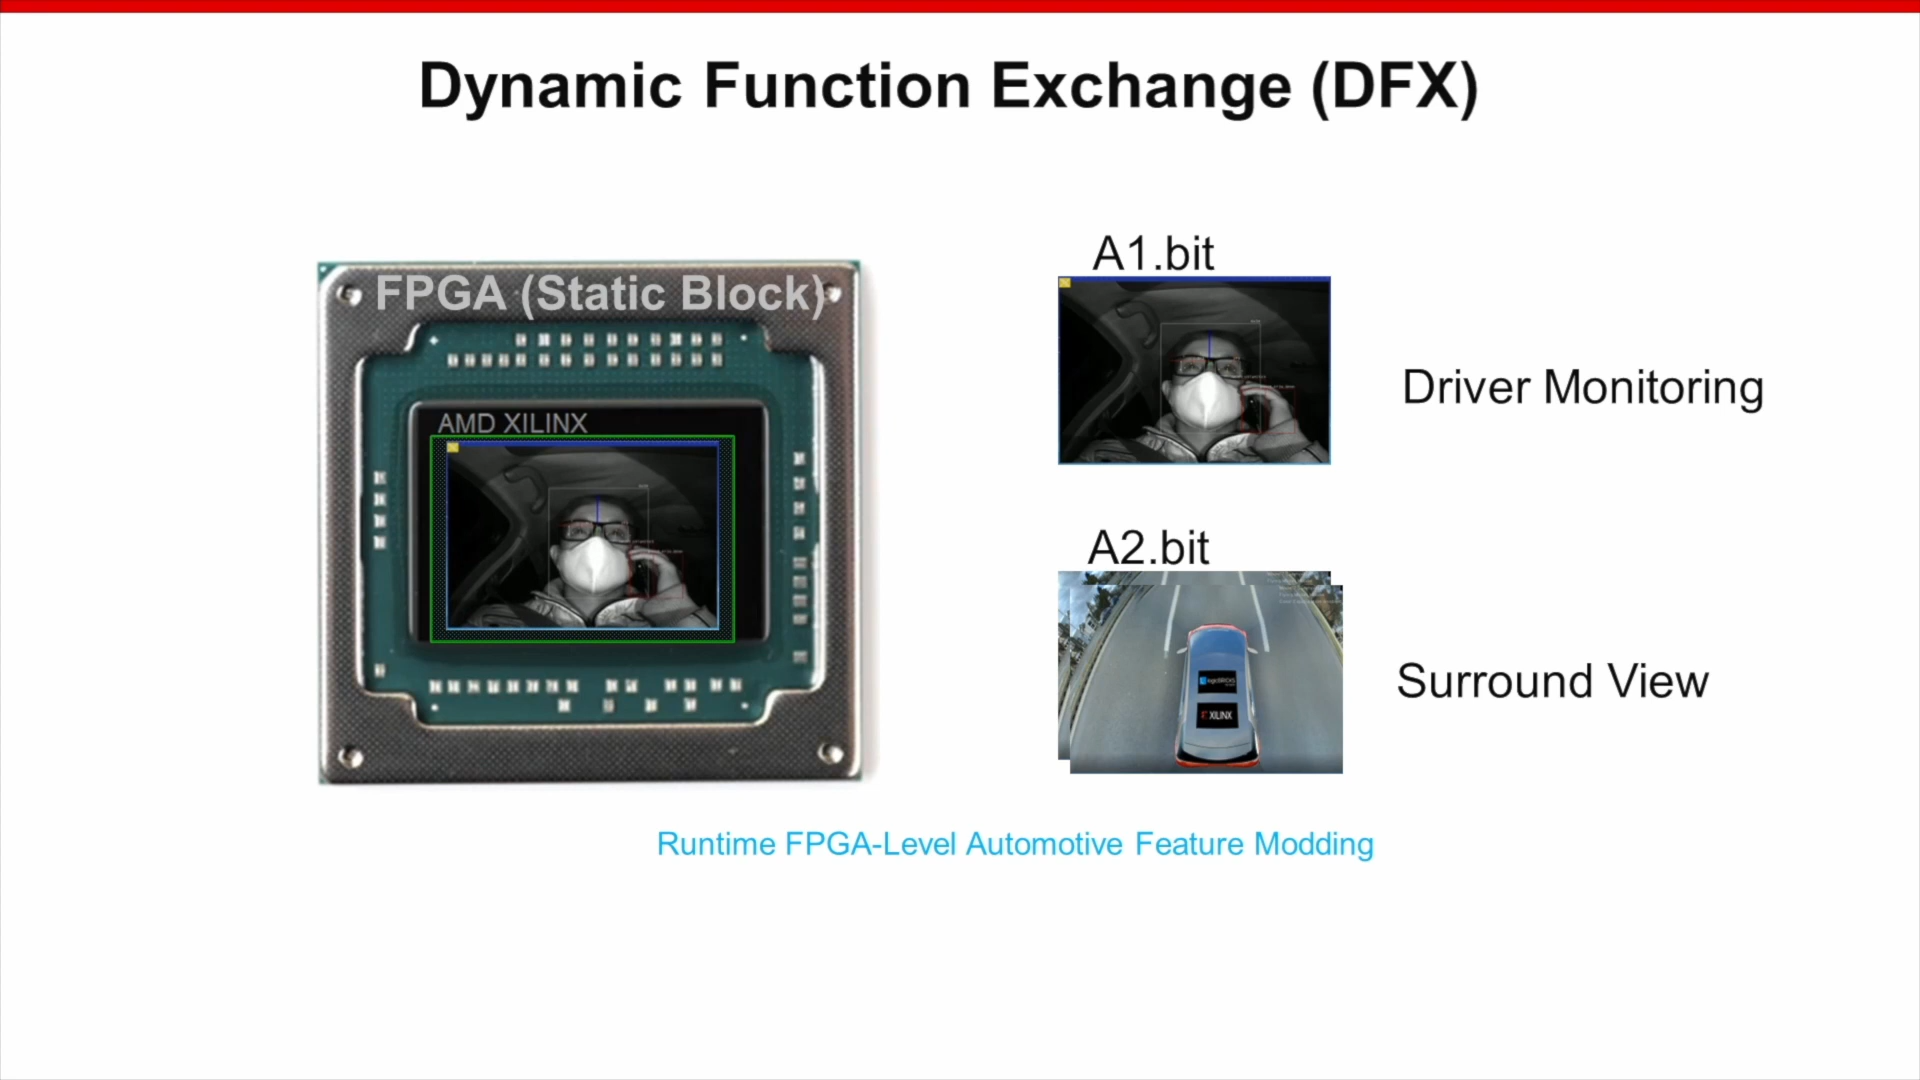 Dynamic Function Exchange (DFX)
FPGA (Static Block)
AMD XILINX
A1.bit
Driver Monitoring
A2.bit
logicBRICKS
XILINX
Surround View
Runtime FPGA-Level Automotive Feature Modding